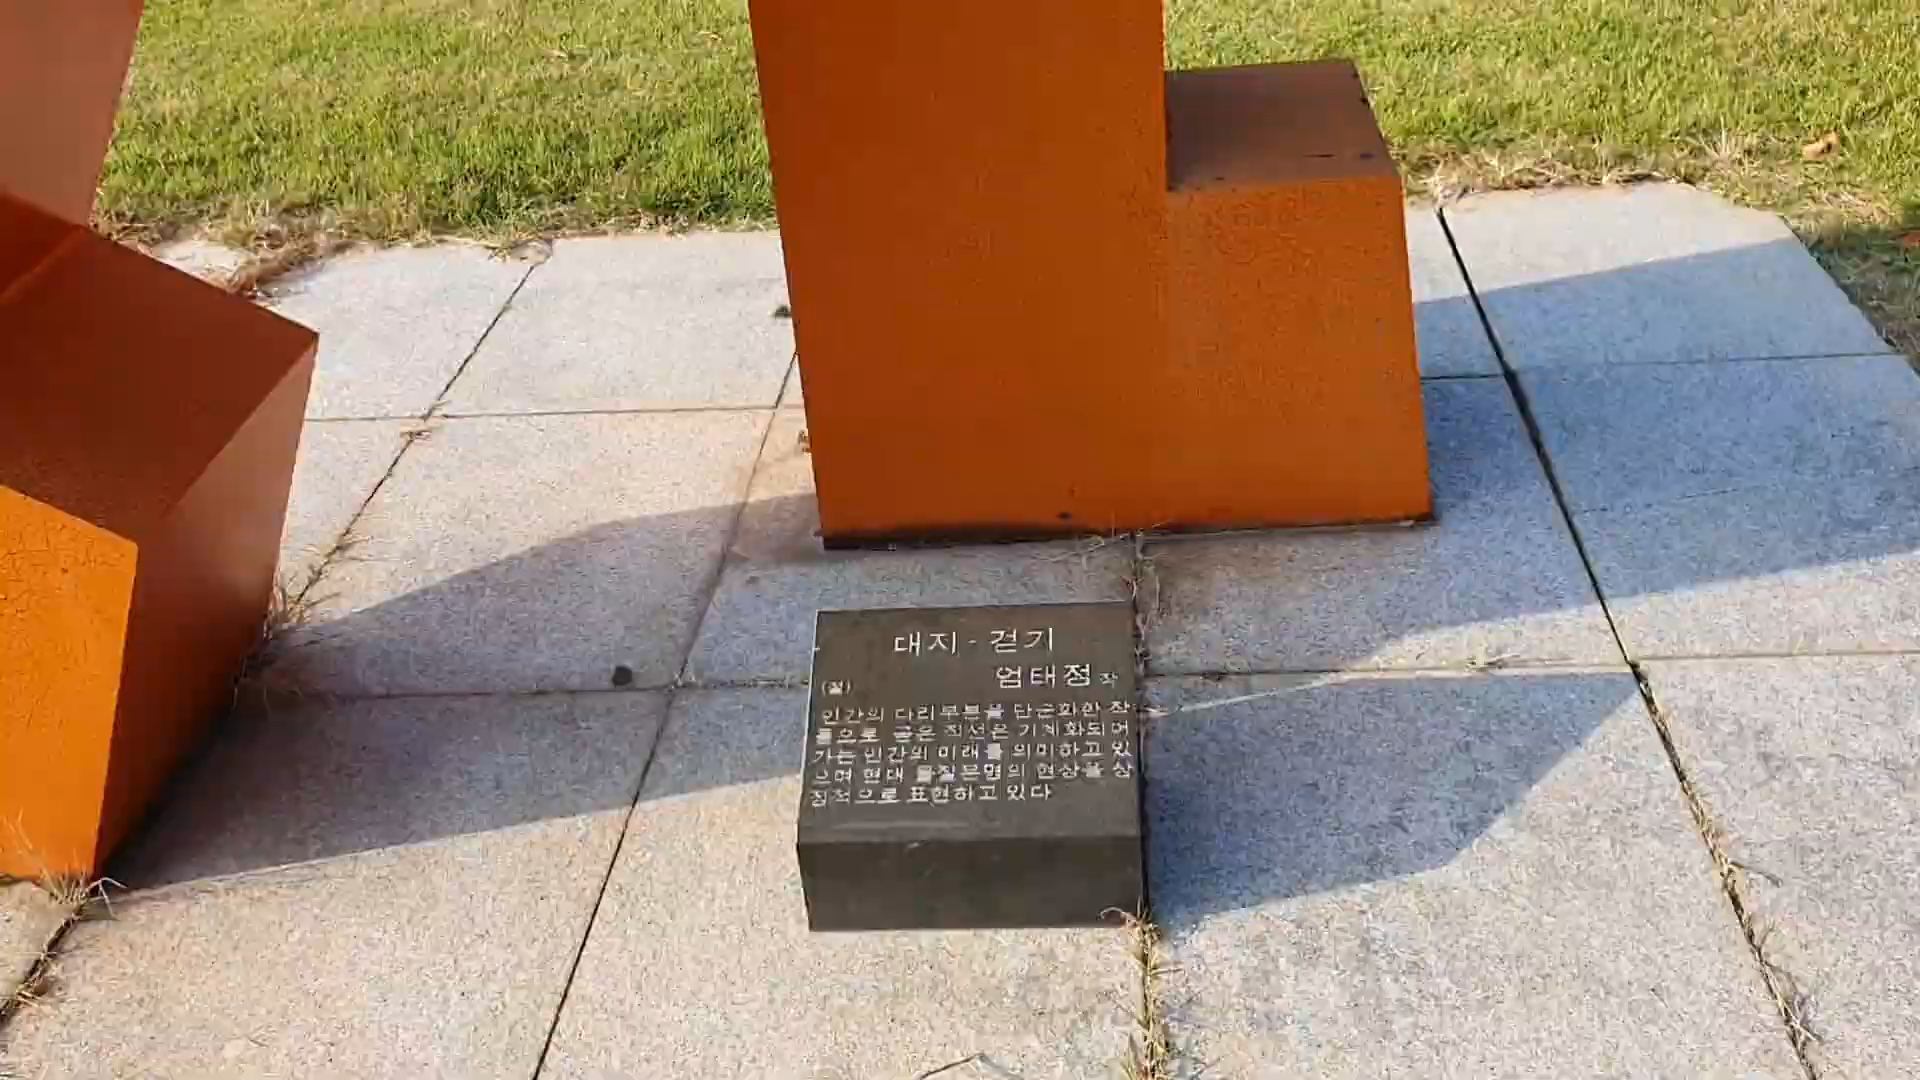 대지 - 걷기
엄태정 작
(철)
인간의 다리부분을 단순화한 작
품으로 굵은 직선은 기계화되어
가는 인간의 미래를 의미하고 있
으며 현대 물질문명의 현상을 상
징적으로 표현하고 있다